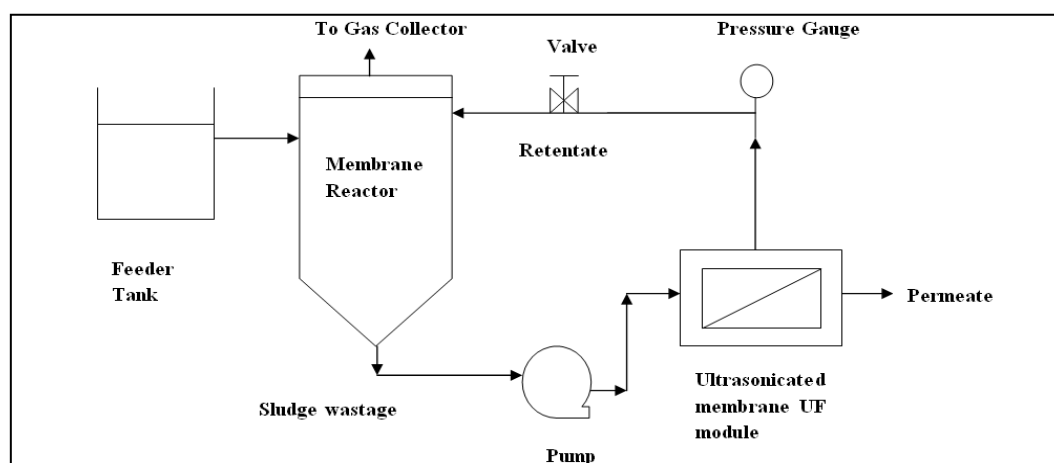 To Gas Collector
Valve
Pressure Gauge
Membrane
Reactor
Retentate
Feeder
Tank
Permeate
Sludge wastage
Ultrasonicated
membrane UF
module
Pump